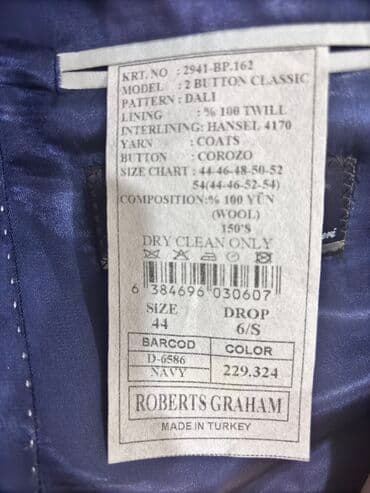 KRT. NO : 2941-BP.162
MODEL : 2 BUTTON CLASSIC
PATTERN : DALI
LINING : % 100 TWILL
INTERLINING: HANSEL 4170
YARN : COATS
BUTTON : COROZO
SIZE CHART : 44-46-48-50-52
54(44-46-52-54)
COMPOSITION:% 100 YÜN
(WOOL)
150'S
DRY CLEAN ONLY
6 384696 030607
SIZE DROP
44 6/S
BARCOD COLOR
D-6586
NAVY 229.324
ROBERTS GRAHAM
MADE IN TURKEY